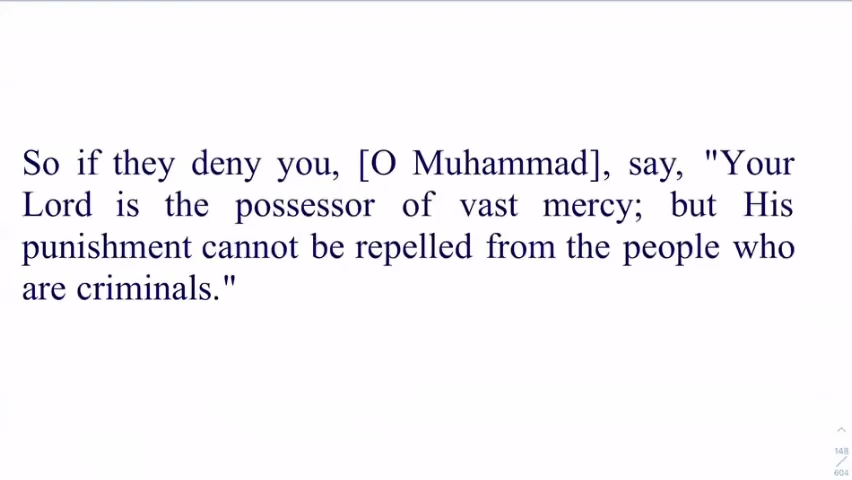 So if they deny you, [O Muhammad], say, "Your
Lord is the possessor of vast mercy; but His
punishment cannot be repelled from the people who
are criminals."
148
/
604